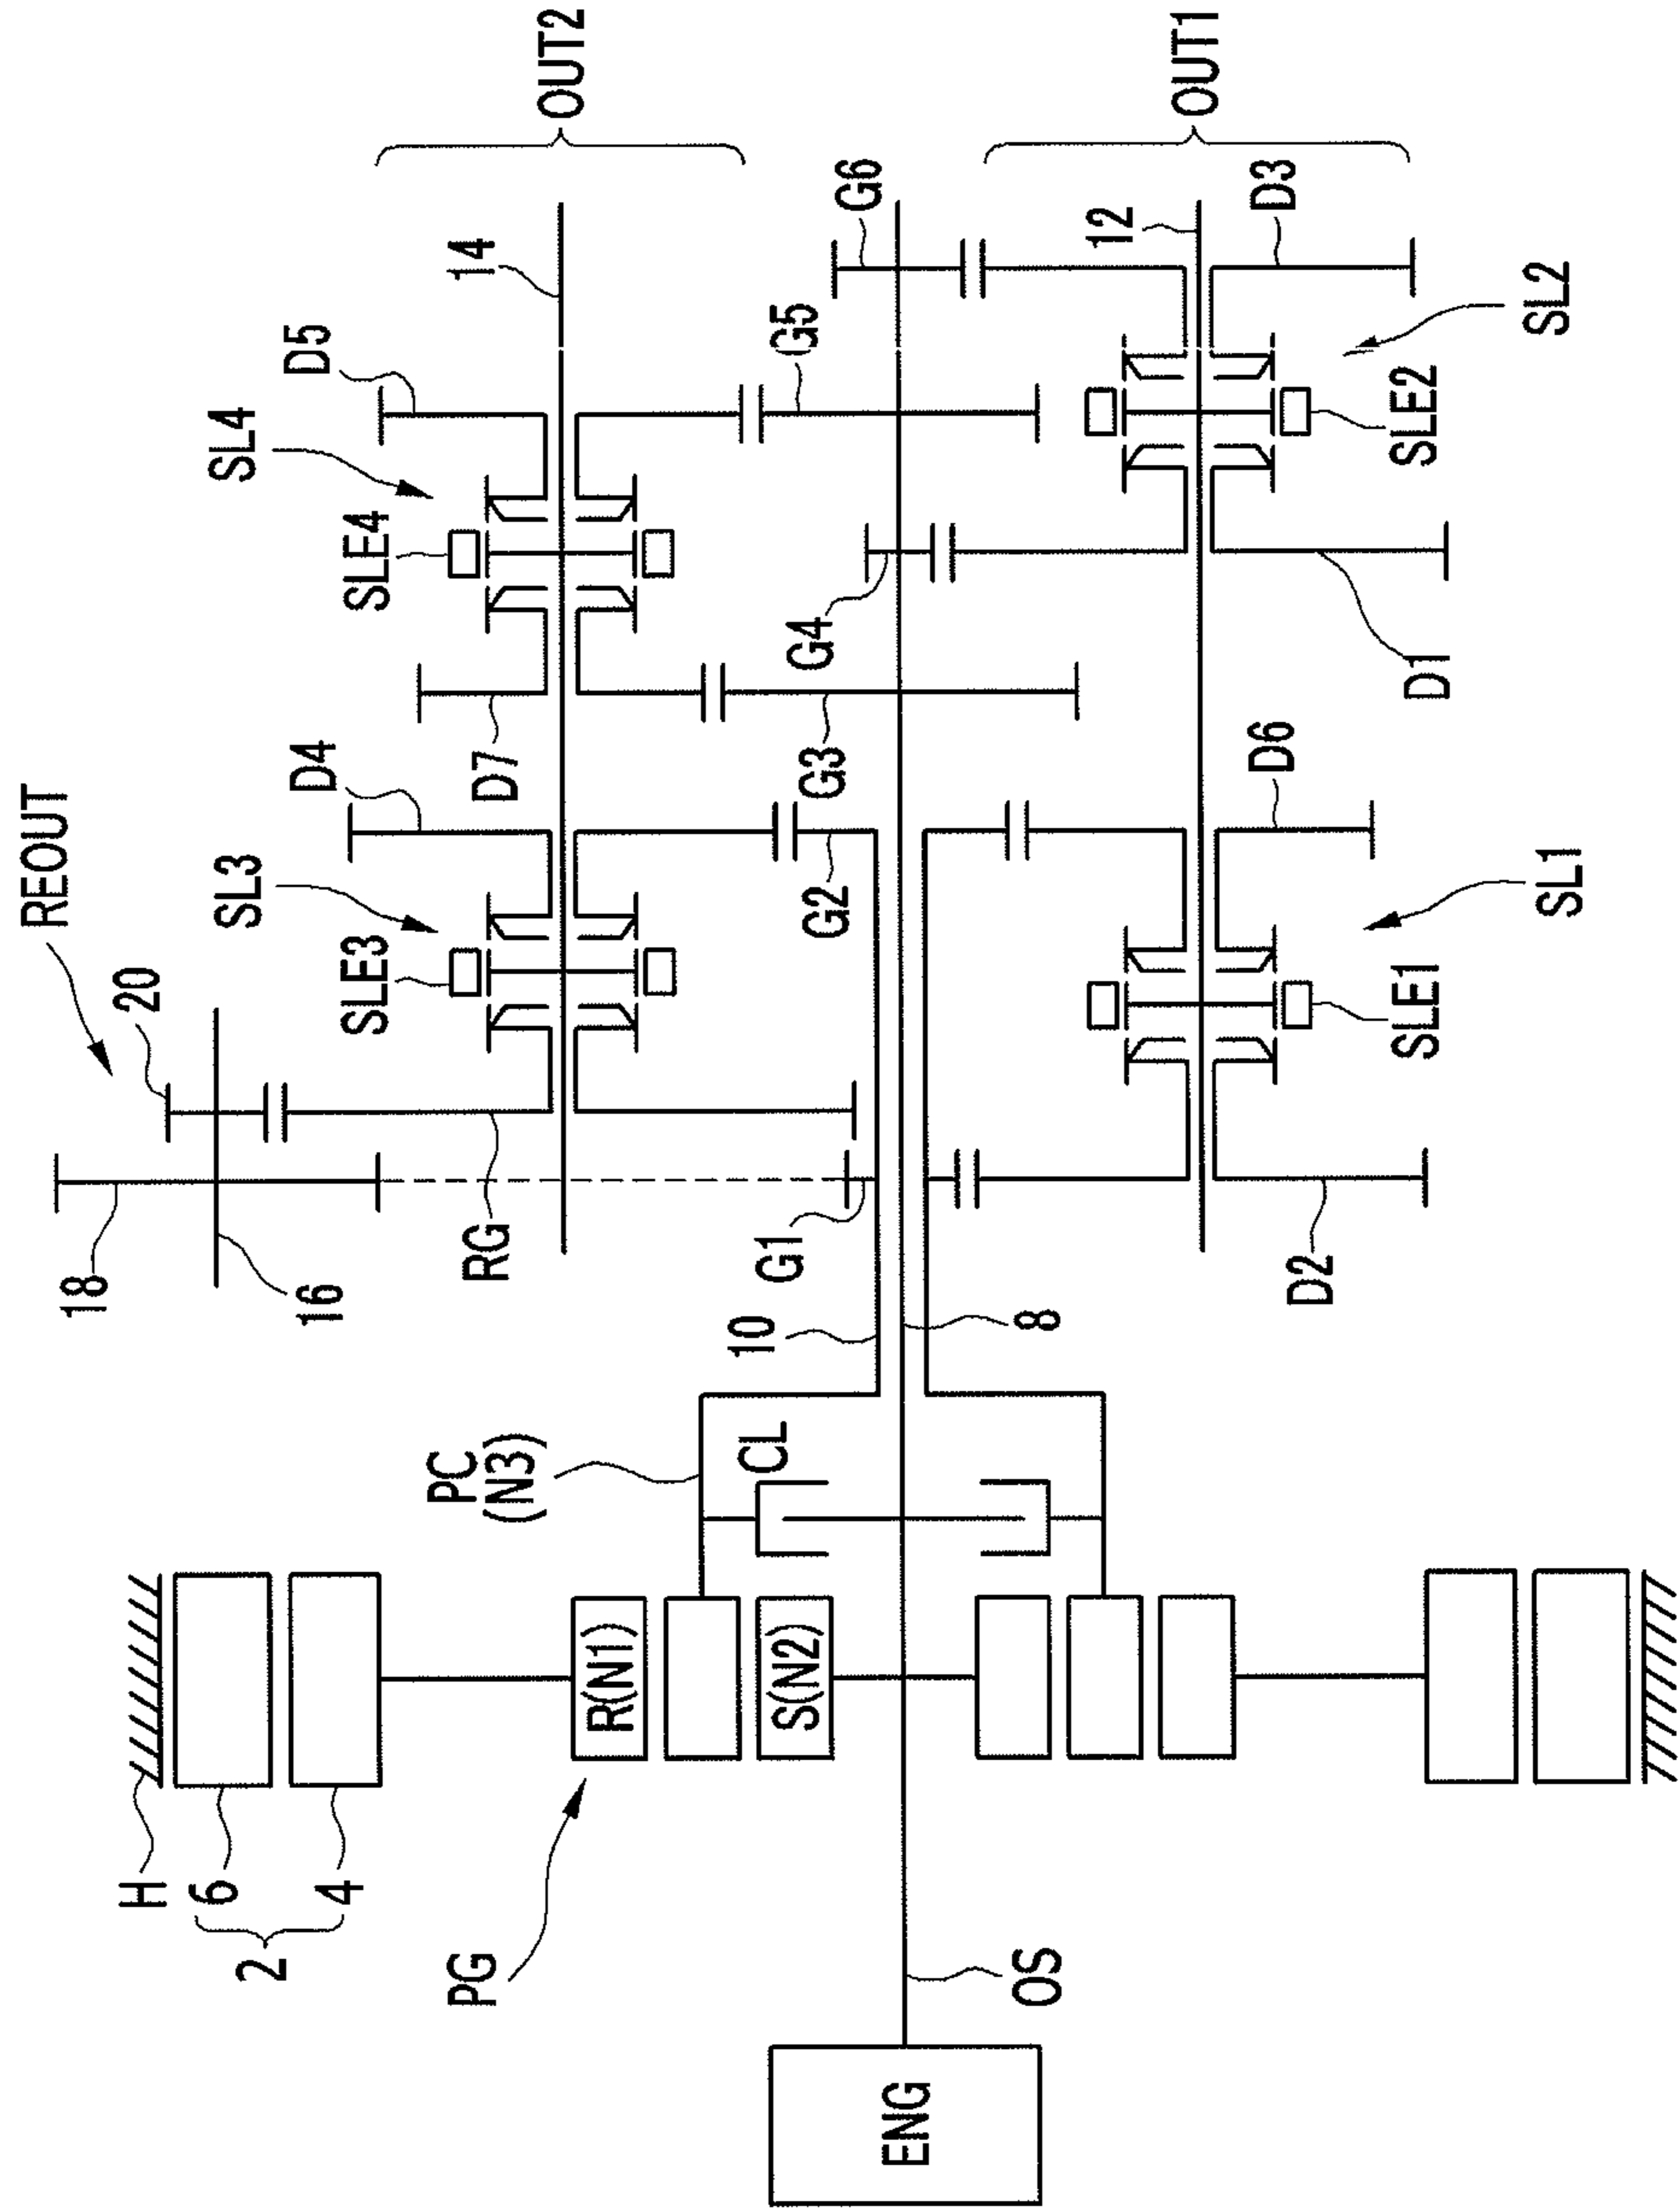 REOUT
18
16
20
SL3
SLE3
RG
D4
D7
SL4
SLE4
D5
14
OUT2
H
6
4
2
PG
R(N1)
S(N2)
PC
(N3)
CL
10
8
G1
G2
G3
G4
G5
G6
ENG
OS
D2
SLE1
SL1
D6
D1
SLE2
SL2
12
D3
OUT1